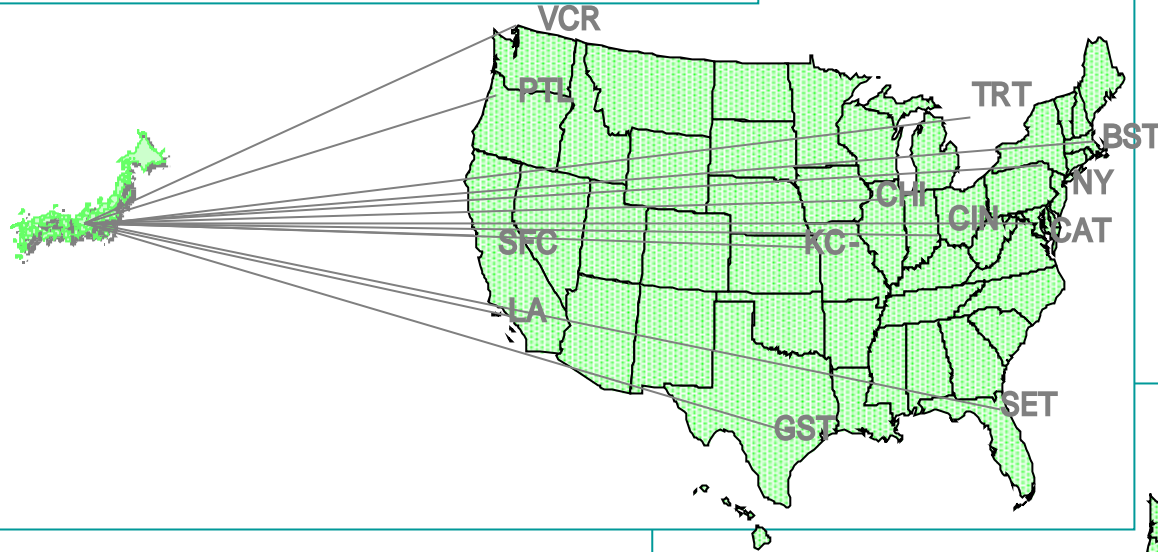 VCR
PTL
TRT
BST
NY
CHI
CIN
CAT
SFC
KC-
LA
SET
GST